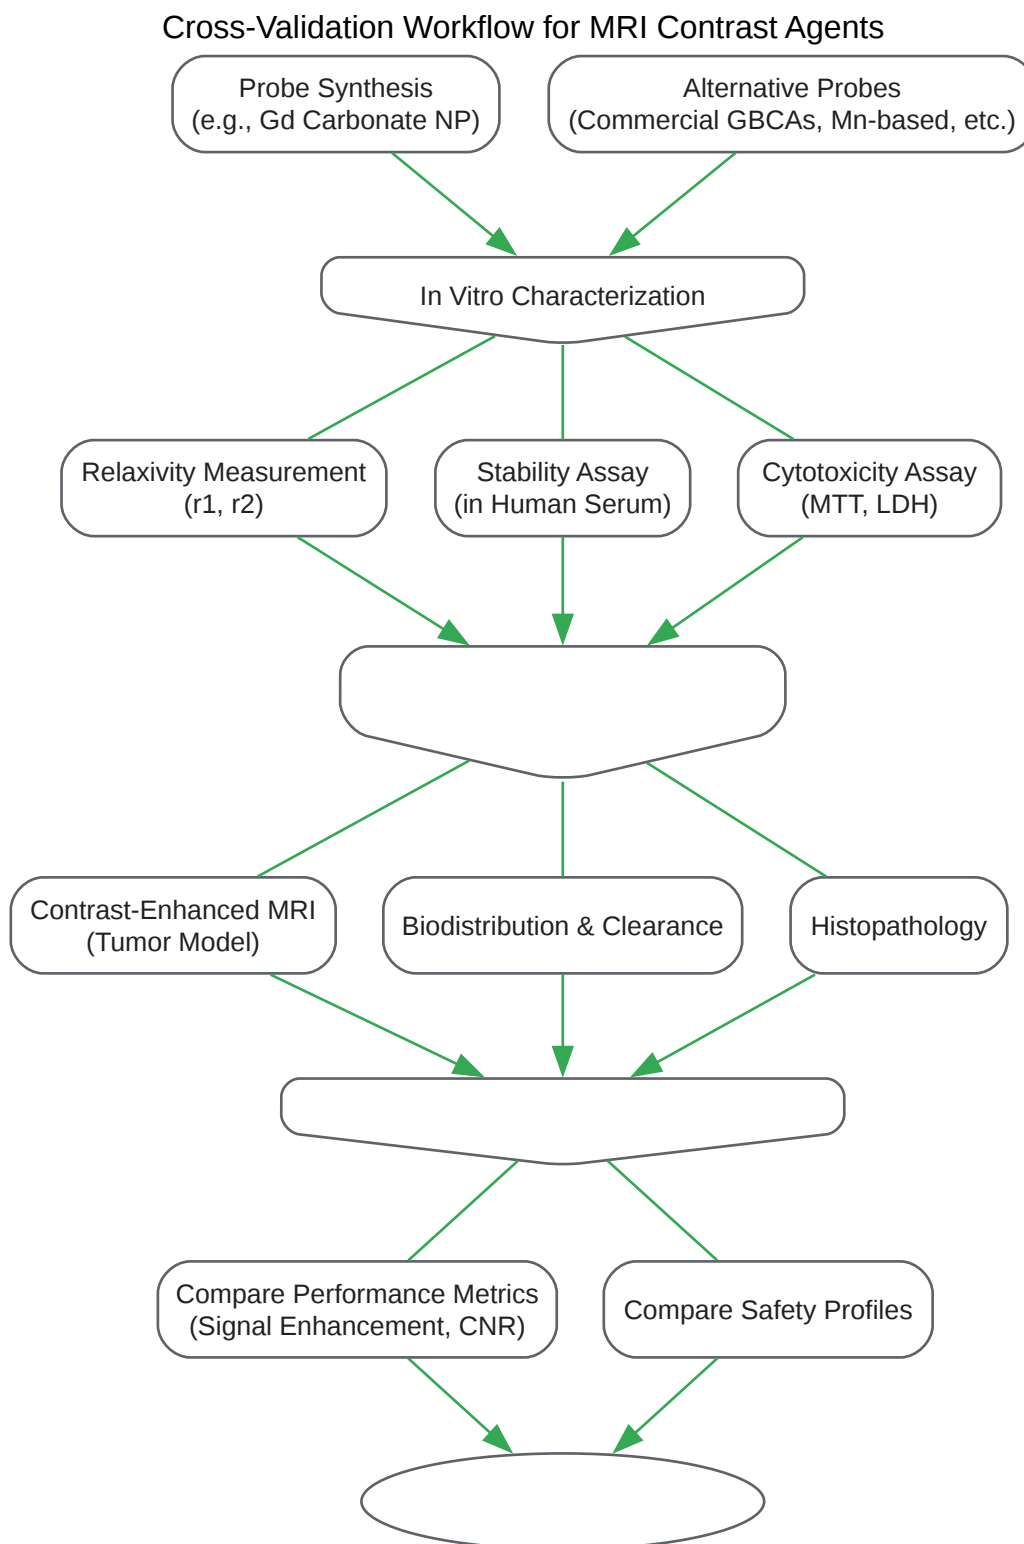 Cross-Validation Workflow for MRI Contrast Agents
Probe Synthesis
(e.g., Gd Carbonate NP)
Alternative Probes
(Commercial GBCAs, Mn-based, etc.)
In Vitro Characterization
Relaxivity Measurement
(r1, r2)
Stability Assay
(in Human Serum)
Cytotoxicity Assay
(MTT, LDH)
Contrast-Enhanced MRI
(Tumor Model)
Biodistribution & Clearance
Histopathology
Compare Performance Metrics
(Signal Enhancement, CNR)
Compare Safety Profiles